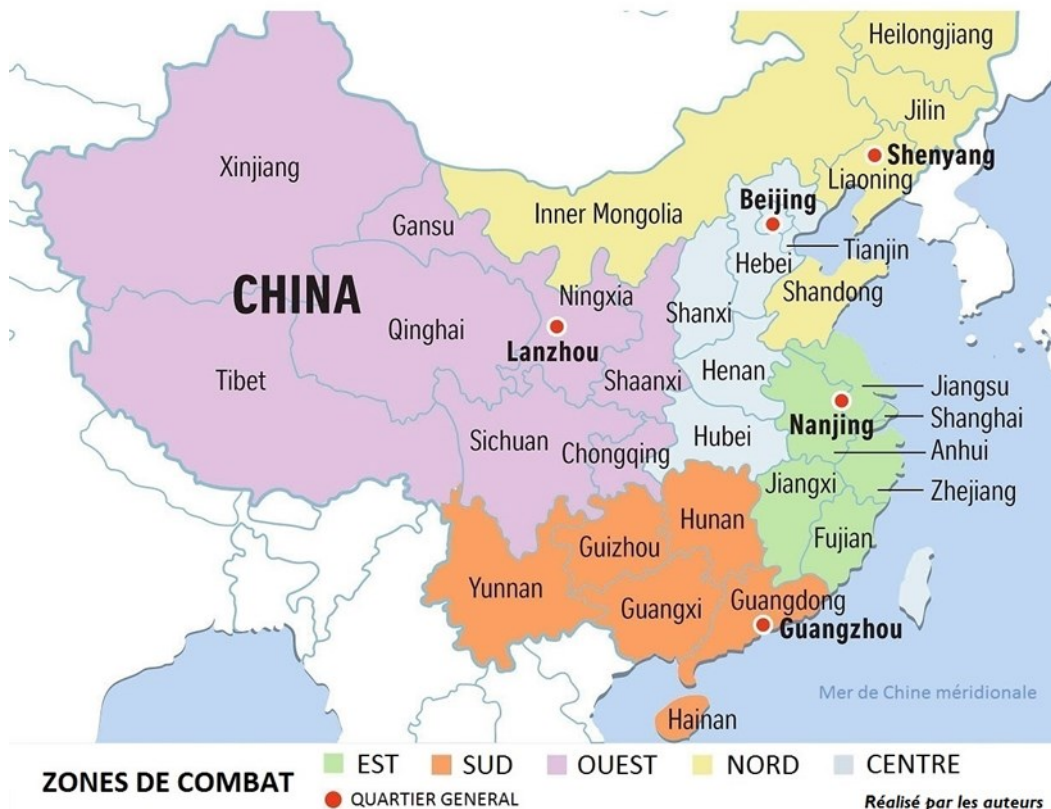 Heilongjiang
Jilin
Shenyang
Liaoning
Xinjiang
Beijing
Inner Mongolia
Gansu
Tianjin
Hebei
CHINA
Ningxia
Shandong
Shanxi
Qinghai
Lanzhou
Tibet
Shaanxi
Henan
Jiangsu
Shanghai
Nanjing
Sichuan
Chongqing
Hubei
Anhui
Jiangxi
Zhejiang
Hunan
Guizhou
Fujian
Yunnan
Guangxi
Guangdong
Guangzhou
Mer de Chine méridionale
Hainan
ZONES DE COMBAT
EST SUD OUEST NORD CENTRE
QUARTIER GENERAL
Réalisé par les auteurs